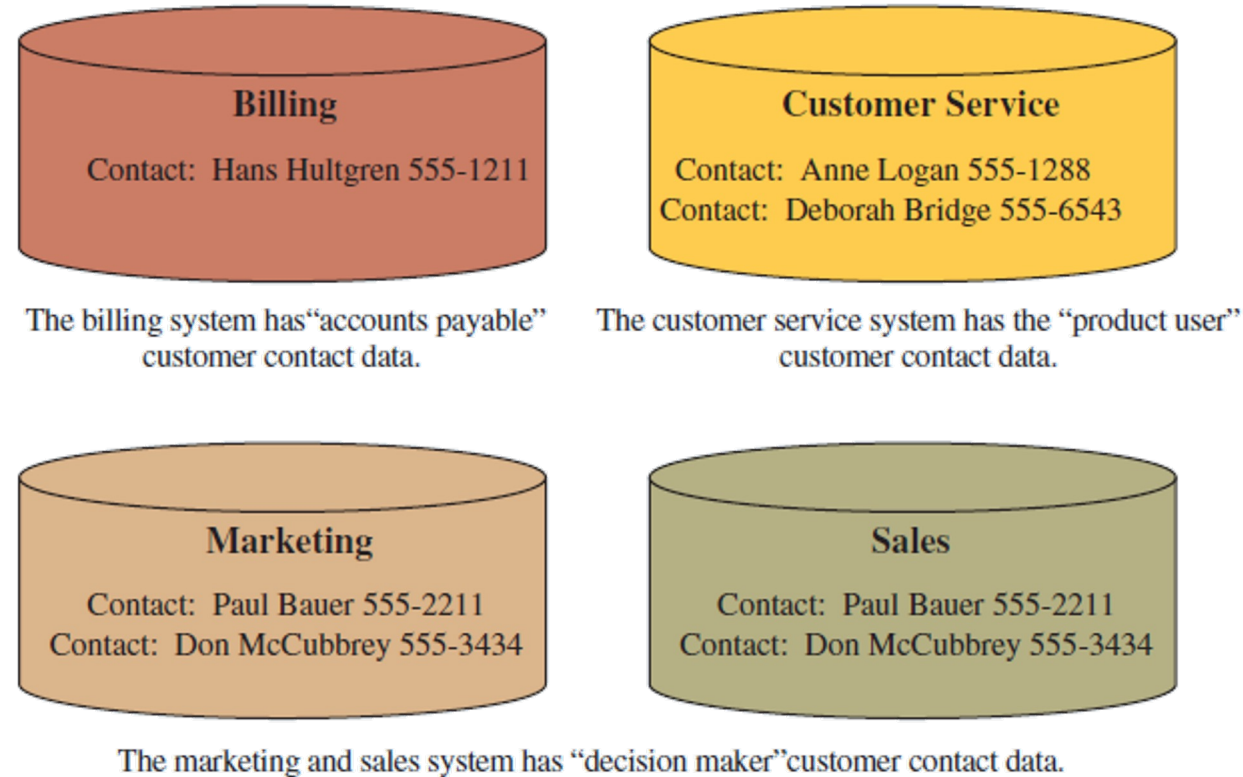 Billing
Contact: Hans Hultgren 555-1211
The billing system has“accounts payable”
customer contact data.
Customer Service
Contact: Anne Logan 555-1288
Contact: Deborah Bridge 555-6543
The customer service system has the “product user”
customer contact data.
Marketing
Contact: Paul Bauer 555-2211
Contact: Don McCubbrey 555-3434
Sales
Contact: Paul Bauer 555-2211
Contact: Don McCubbrey 555-3434
The marketing and sales system has “decision maker”customer contact data.